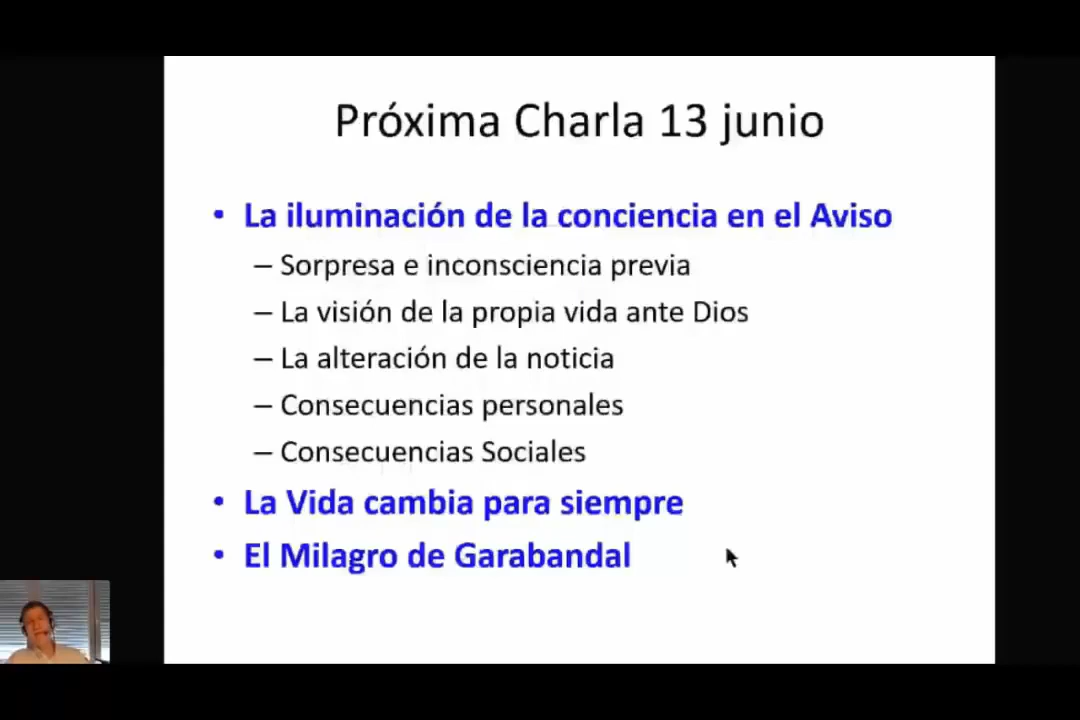 Próxima Charla 13 junio
• La iluminación de la conciencia en el Aviso
– Sorpresa e inconsciencia previa
– La visión de la propia vida ante Dios
– La alteración de la noticia
– Consecuencias personales
– Consecuencias Sociales
• La Vida cambia para siempre
• El Milagro de Garabandal